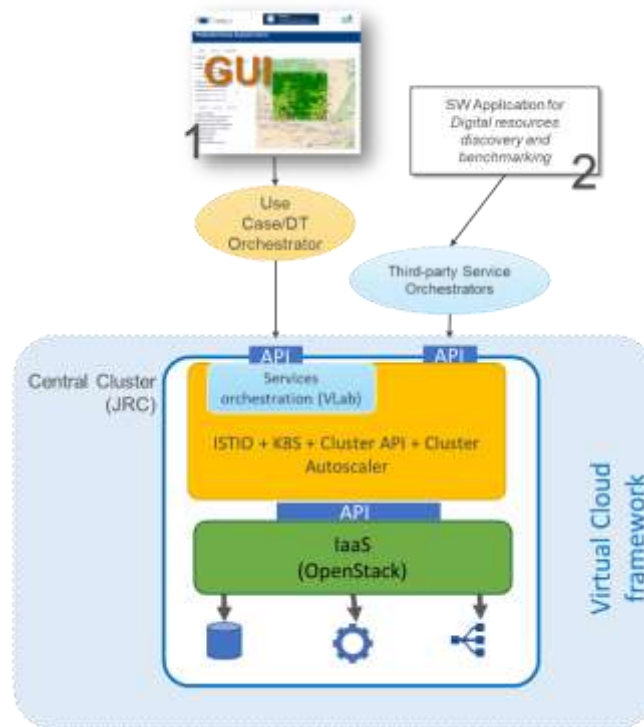 GUI
1
SW Application for
Digital resources
discovery and
benchmarking
2
Use
Case/DT
Orchestrator
Third-party Service
Orchestrators
API
API
Central Cluster
(JRC)
Services
orchestration (VLab)
ISTIO + K8S + Cluster API + Cluster
Autoscaler
API
IaaS
(OpenStack)
Virtual Cloud
framework